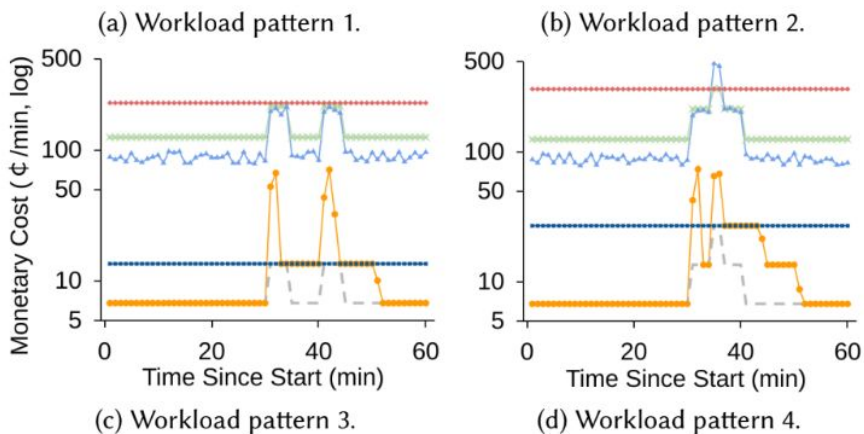 (a) Workload pattern 1.
(b) Workload pattern 2.
Monetary Cost (¢/min, log)
500
100
50
10
5
0
20
40
60
Time Since Start (min)
500
100
50
10
5
0
20
40
60
Time Since Start (min)
(c) Workload pattern 3.
(d) Workload pattern 4.